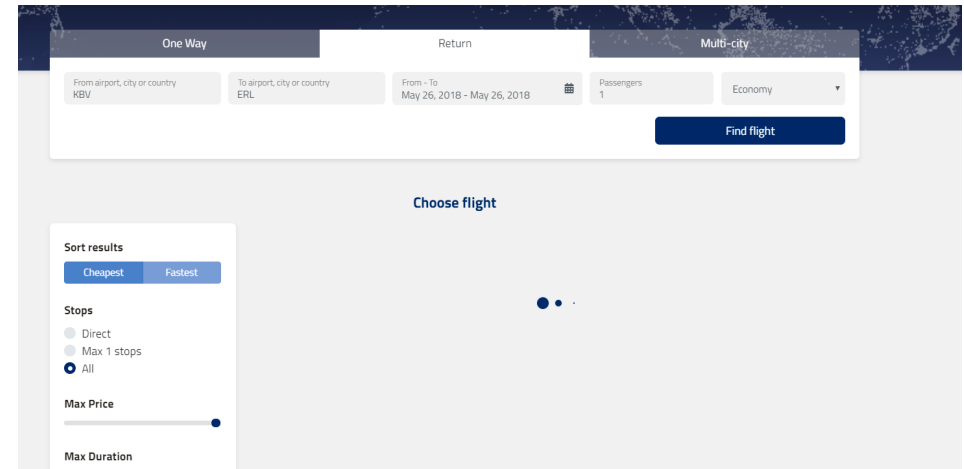 One Way
Return
Multi-city
From airport, city or country
KBV
To airport, city or country
ERL
From - To
May 26, 2018 - May 26, 2018
Passengers
1
Economy
Find flight
Choose flight
Sort results
Cheapest
Fastest
Stops
Direct
Max 1 stops
All
Max Price
Max Duration